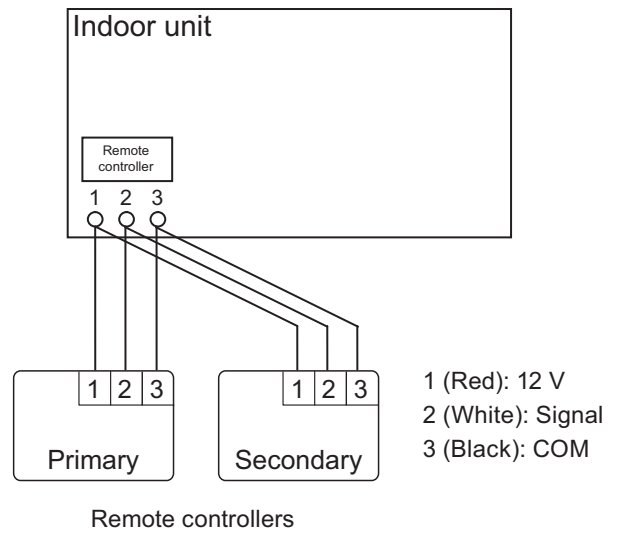 Indoor unit
Remote
controller
1 2 3
1 2 3
1 2 3
1 (Red): 12 V
2 (White): Signal
3 (Black): COM
Primary
Secondary
Remote controllers